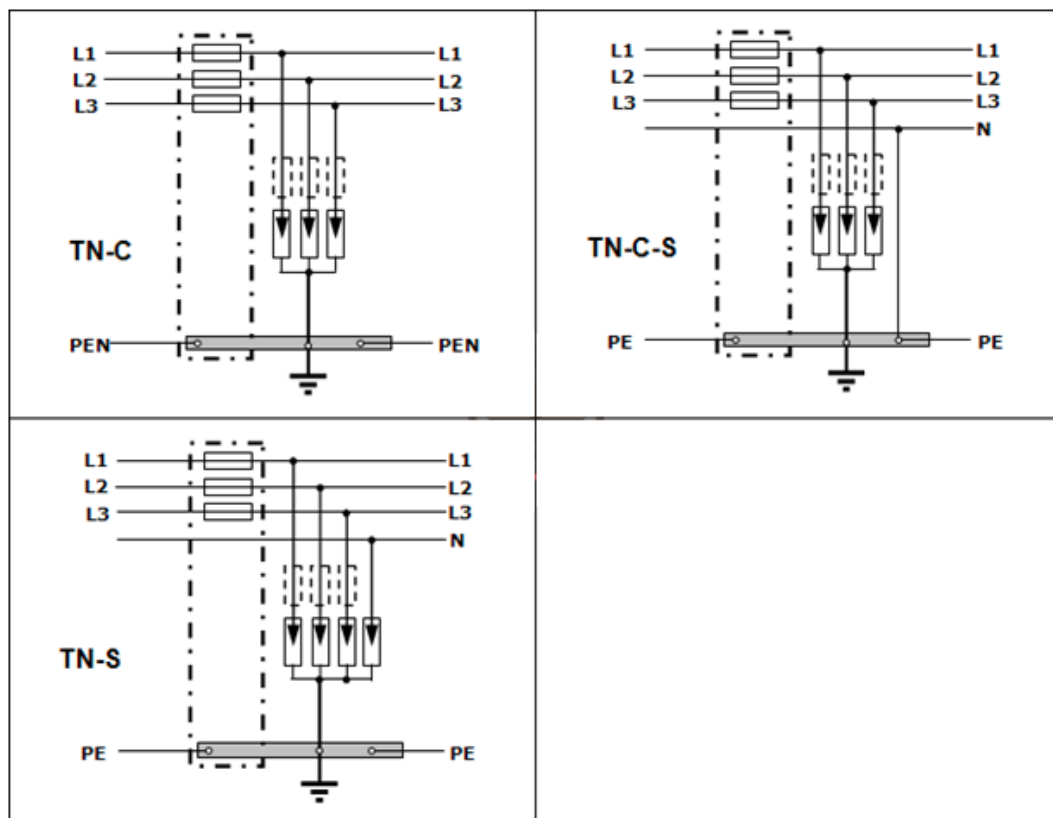 L1 L1
L2 L2
L3 L3
TN-C
PEN PEN
L1 L1
L2 L2
L3 L3
N
TN-C-S
PE PE
L1 L1
L2 L2
L3 L3
N
TN-S
PE PE